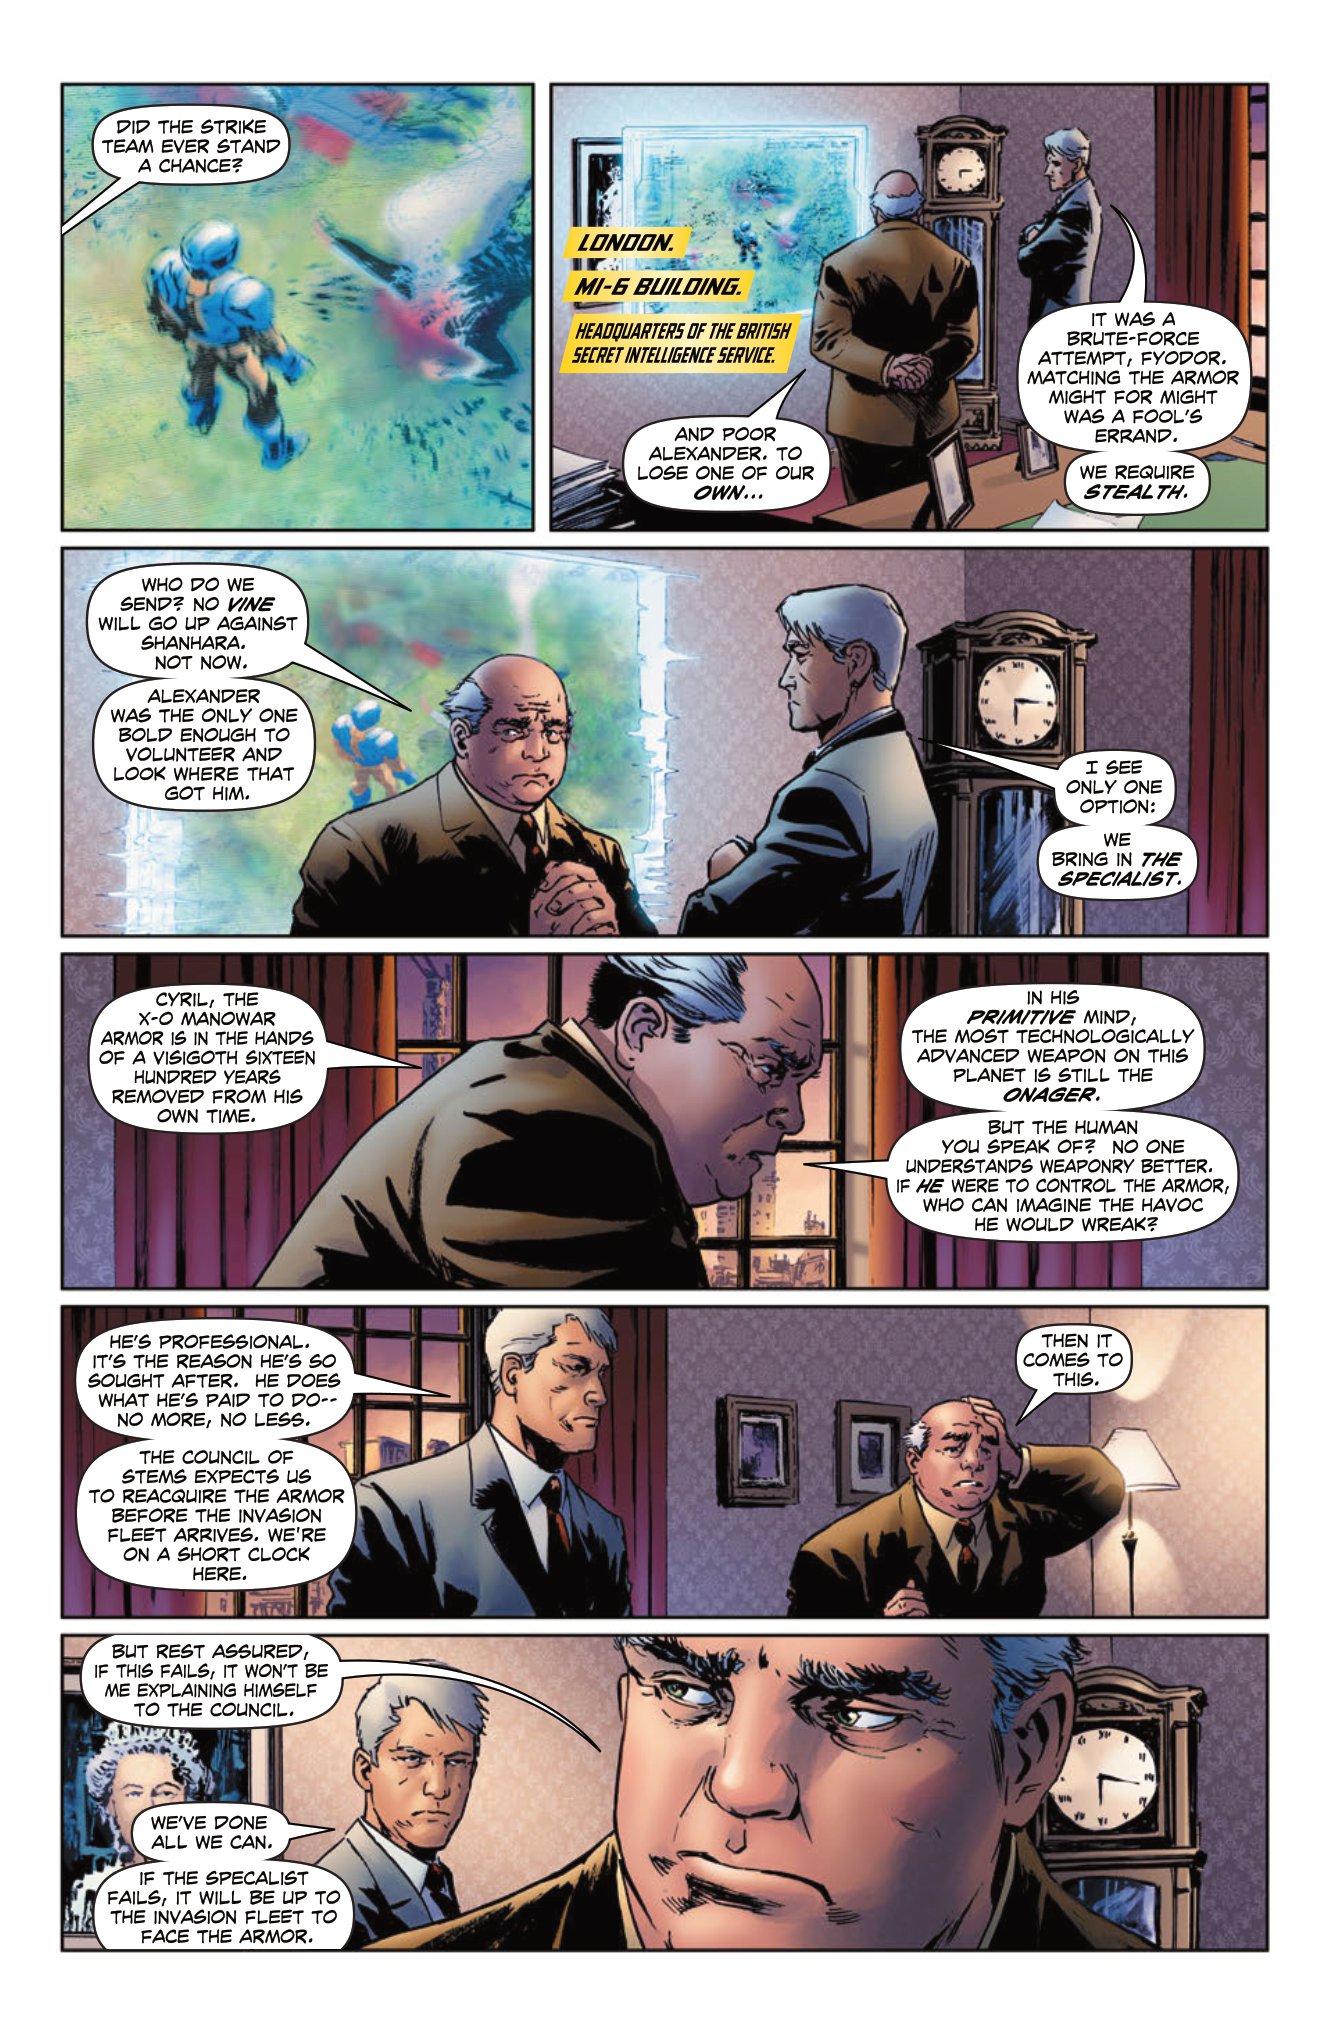 DID THE STRIKE
TEAM EVER STAND
A CHANCE?
LONDON.
MI-6 BUILDING.
HEADQUARTERS OF THE BRITISH
SECRET INTELLIGENCE SERVICE.
AND POOR
ALEXANDER. TO
LOSE ONE OF OUR
OWN...
IT WAS A
BRUTE-FORCE
ATTEMPT, FYODOR.
MATCHING THE ARMOR
MIGHT FOR MIGHT
WAS A FOOL'S
ERRAND.
WE REQUIRE
STEALTH.
WHO DO WE
SEND? NO VINE
WILL GO UP AGAINST
SHANHARA.
NOT NOW.
ALEXANDER
WAS THE ONLY ONE
BOLD ENOUGH TO
VOLUNTEER AND
LOOK WHERE THAT
GOT HIM.
I SEE
ONLY ONE
OPTION:
WE
BRING IN THE
SPECIALIST.
CYRIL, THE
X-O MANOWAR
ARMOR IS IN THE HANDS
OF A VISIGOTH SIXTEEN
HUNDRED YEARS
REMOVED FROM HIS
OWN TIME.
IN HIS
PRIMITIVE MIND,
THE MOST TECHNOLOGICALLY
ADVANCED WEAPON ON THIS
PLANET IS STILL THE
ONAGER.
BUT THE HUMAN
YOU SPEAK OF? NO ONE
UNDERSTANDS WEAPONRY BETTER.
IF HE WERE TO CONTROL THE ARMOR,
WHO CAN IMAGINE THE HAVOC
HE WOULD WREAK?
HE'S PROFESSIONAL.
IT'S THE REASON HE'S SO
SOUGHT AFTER. HE DOES
WHAT HE'S PAID TO DO--
NO MORE, NO LESS.
THE COUNCIL OF
STEMS EXPECTS US
TO REACQUIRE THE ARMOR
BEFORE THE INVASION
FLEET ARRIVES. WE'RE
ON A SHORT CLOCK
HERE.
THEN IT
COMES TO
THIS.
BUT REST ASSURED,
IF THIS FAILS, IT WON'T BE
ME EXPLAINING HIMSELF
TO THE COUNCIL.
WE'VE DONE
ALL WE CAN.
IF THE SPECALIST
FAILS, IT WILL BE UP TO
THE INVASION FLEET TO
FACE THE ARMOR.